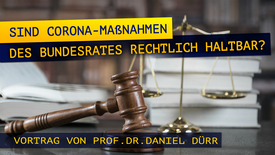 SIND CORONA-MAẞNAHMEN
DES BUNDESRATES RECHTLICH HALTBAR?
VORTRAG VON PROF.DR.DANIEL DÜRR